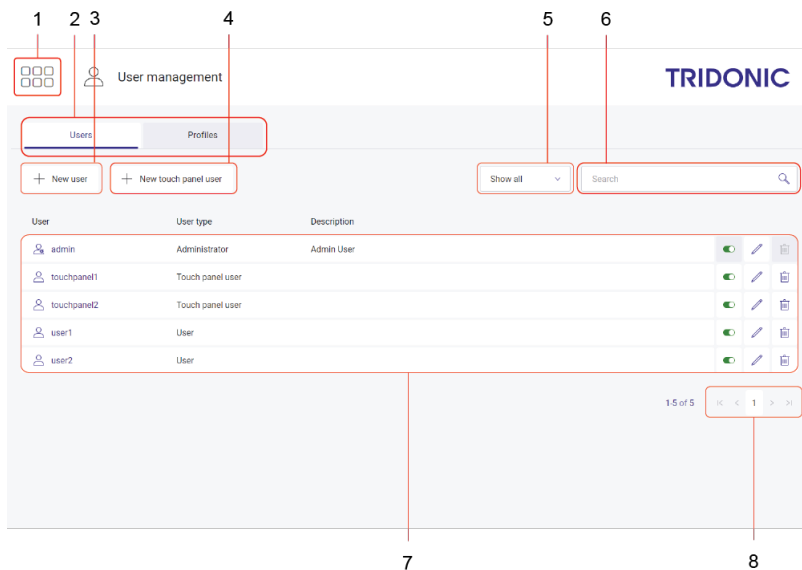 1 2 3 4 5 6
User management TRIDONIC
Users Profiles
New user New touch panel user Show all Search
User User type Description
admin Administrator Admin User
touchpanel1 Touch panel user
touchpanel2 Touch panel user
user1 User
user2 User
1-5 of 5 1
7 8